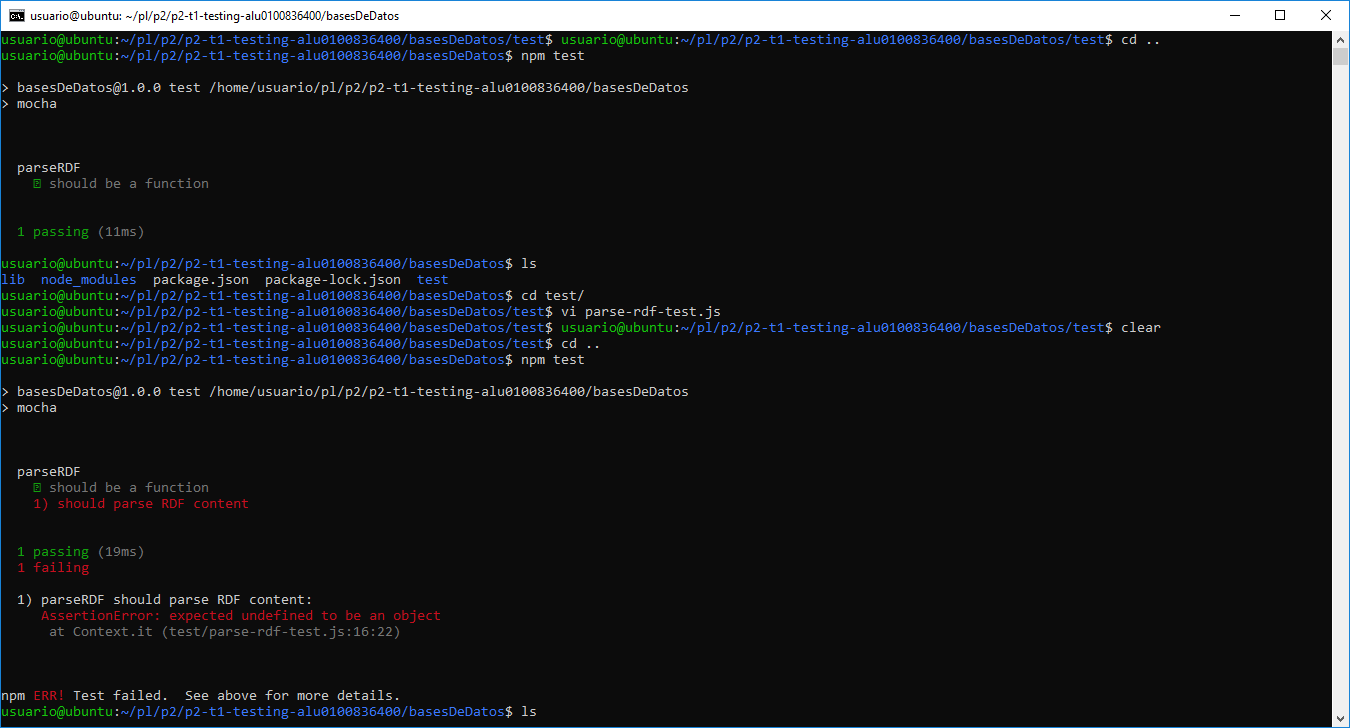 usuario@ubuntu: ~/pl/p2/p2-t1-testing-alu0100836400/basesDeDatos
usuario@ubuntu:~/pl/p2/p2-t1-testing-alu0100836400/basesDeDatos/test$ usuario@ubuntu:~/pl/p2/p2-t1-testing-alu0100836400/basesDeDatos/test$ cd ..
usuario@ubuntu:~/pl/p2/p2-t1-testing-alu0100836400/basesDeDatos$ npm test
> basesDeDatos@1.0.0 test /home/usuario/pl/p2/p2-t1-testing-alu0100836400/basesDeDatos
> mocha
parseRDF
should be a function
1 passing (11ms)
usuario@ubuntu:~/pl/p2/p2-t1-testing-alu0100836400/basesDeDatos$ ls
lib  node_modules  package.json  package-lock.json  test
usuario@ubuntu:~/pl/p2/p2-t1-testing-alu0100836400/basesDeDatos$ cd test/
usuario@ubuntu:~/pl/p2/p2-t1-testing-alu0100836400/basesDeDatos/test$ vi parse-rdf-test.js
usuario@ubuntu:~/pl/p2/p2-t1-testing-alu0100836400/basesDeDatos/test$ usuario@ubuntu:~/pl/p2/p2-t1-testing-alu0100836400/basesDeDatos/test$ clear
usuario@ubuntu:~/pl/p2/p2-t1-testing-alu0100836400/basesDeDatos/test$ cd ..
usuario@ubuntu:~/pl/p2/p2-t1-testing-alu0100836400/basesDeDatos$ npm test
> basesDeDatos@1.0.0 test /home/usuario/pl/p2/p2-t1-testing-alu0100836400/basesDeDatos
> mocha
parseRDF
should be a function
1) should parse RDF content
1 passing (19ms)
1 failing
1) parseRDF should parse RDF content:
AssertionError: expected undefined to be an object
at Context.it (test/parse-rdf-test.js:16:22)
npm ERR! Test failed.  See above for more details.
usuario@ubuntu:~/pl/p2/p2-t1-testing-alu0100836400/basesDeDatos$ ls